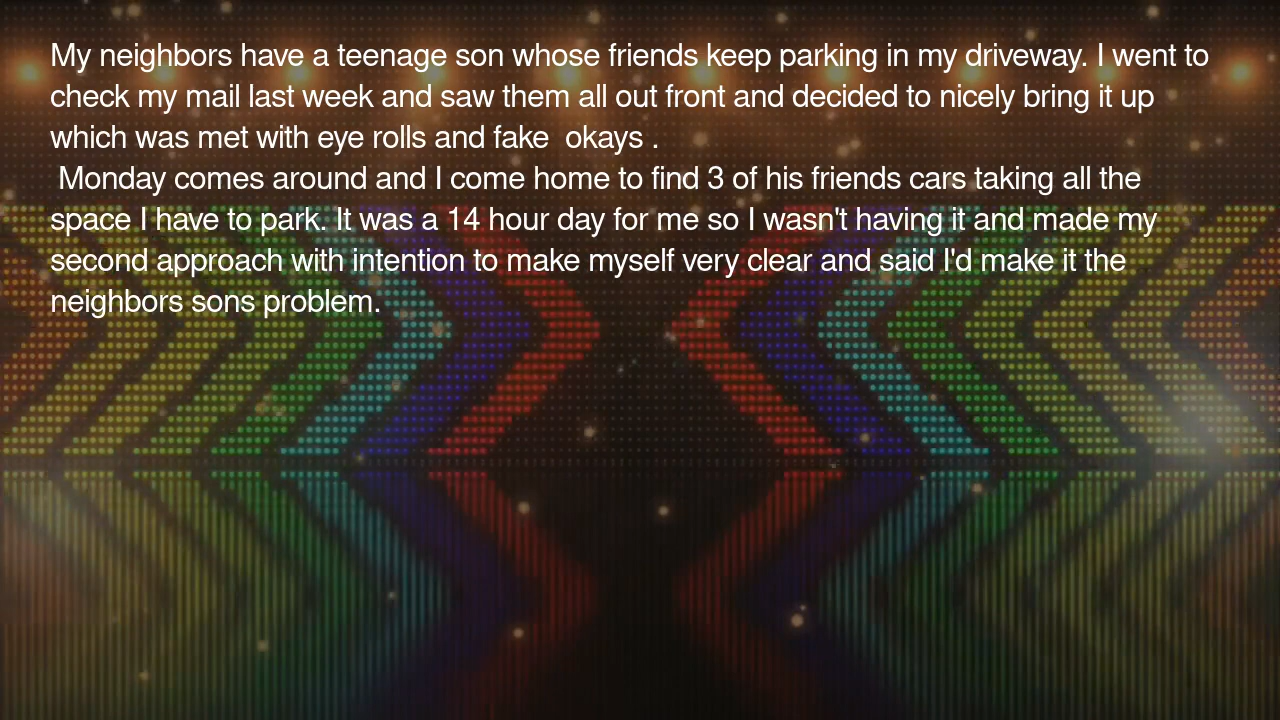 My neighbors have a teenage son whose friends keep parking in my driveway. I went to
check my mail last week and saw them all out front and decided to nicely bring it up
which was met with eye rolls and fake  okays .
 Monday comes around and I come home to find 3 of his friends cars taking all the
space I have to park. It was a 14 hour day for me so I wasn't having it and made my
second approach with intention to make myself very clear and said I'd make it the
neighbors sons problem.